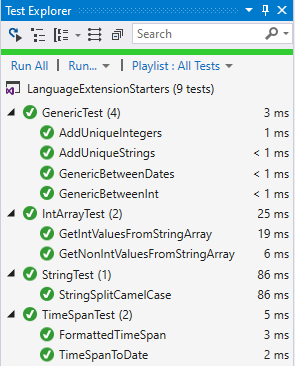 Test Explorer
Search
Run All | Run... | Playlist : All Tests
LanguageExtensionStarters (9 tests)
GenericTest (4) 3 ms
AddUniqueIntegers 1 ms
AddUniqueStrings < 1 ms
GenericBetweenDates < 1 ms
GenericBetweenInt < 1 ms
IntArrayTest (2) 25 ms
GetIntValuesFromStringArray 19 ms
GetNonIntValuesFromStringArray 6 ms
StringTest (1) 86 ms
StringSplitCamelCase 86 ms
TimeSpanTest (2) 5 ms
FormattedTimeSpan 3 ms
TimeSpanToDate 2 ms